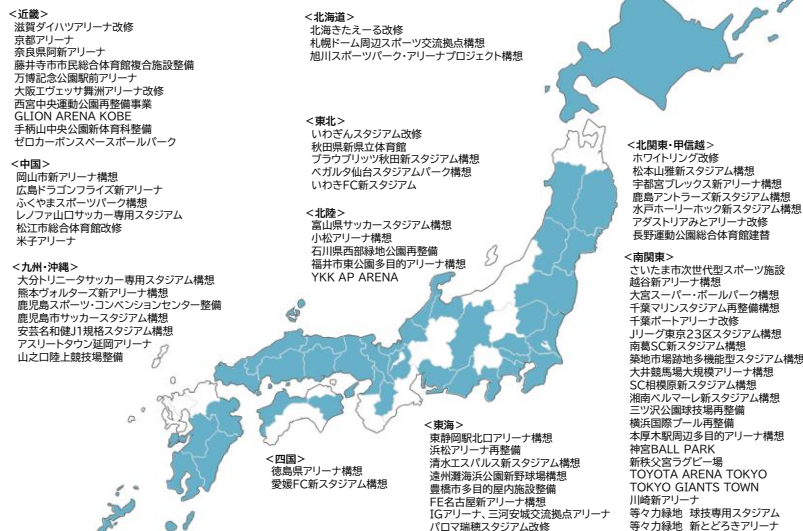 <近畿>
滋賀ダイハツアリーナ改修
京都アリーナ
奈良県阿新アリーナ
藤井寺市市民総合体育館複合施設整備
万博記念公園駅前アリーナ
大阪エヴェッサ舞洲アリーナ改修
西宮中央運動公園再整備事業
GLION ARENA KOBE
手柄山中央公園新体育科整備
ゼロカーボンスペースボールパーク
<中国>
岡山市新アリーナ構想
広島ドラゴンフライズ新アリーナ
ふくやまスポーツパーク構想
レノファ山口サッカー専用スタジアム
松江市総合体育館改修
米子アリーナ
<九州・沖縄>
大分トリニータサッカー専用スタジアム構想
熊本ヴォルターズ新アリーナ構想
鹿児島スポーツ・コンベンションセンター整備
鹿児島市サッカースタジアム構想
安芸名和健J1規格スタジアム構想
アスリートタウン延岡アリーナ
山之口陸上競技場整備
<北海道>
北海きたえーる改修
札幌ドーム周辺スポーツ交流拠点構想
旭川スポーツパーク・アリーナプロジェクト構想
<東北>
いわぎんスタジアム改修
秋田県新県立体育館
ブラウブリッツ秋田新スタジアム構想
ベガルタ仙台スタジアムパーク構想
いわきFC新スタジアム
<北陸>
富山県サッカースタジアム構想
小松アリーナ構想
石川県西部緑地公園再整備
福井市東公園多目的アリーナ構想
YKK AP ARENA
<四国>
徳島県アリーナ構想
愛媛FC新スタジアム構想
<東海>
東静岡駅北口アリーナ構想
浜松アリーナ再整備
清水エスパルス新スタジアム構想
遠州灘海浜公園新野球場構想
豊橋市多目的屋内施設整備
FE名古屋新アリーナ構想
IGアリーナ、三河安城交流拠点アリーナ
パロマ瑞穂スタジアム改修
<北関東・甲信越>
ホワイトリング改修
松本山雅新スタジアム構想
宇都宮ブレックス新アリーナ構想
鹿島アントラーズ新スタジアム構想
水戸ホーリーホック新スタジアム構想
アダストリアみとアリーナ改修
長野運動公園総合体育館建替
<南関東>
さいたま市次世代型スポーツ施設
越谷新アリーナ構想
大宮スーパー・ボールパーク構想
千葉マリンスタジアム再整備構想
千葉ポートアリーナ改修
Jリーグ東京23区スタジアム構想
南葛SC新スタジアム構想
築地市場跡地多機能型スタジアム構想
大井競馬場大規模アリーナ構想
SC相模原新スタジアム構想
湘南ベルマーレ新スタジアム構想
三ツ沢公園球技場再整備
横浜国際プール再整備
本厚木駅周辺多目的アリーナ構想
神宮BALL PARK
新秩父宮ラグビー場
TOYOTA ARENA TOKYO
TOKYO GIANTS TOWN
川崎新アリーナ
等々力緑地 球技専用スタジアム
等々力緑地 新とどろきアリーナ